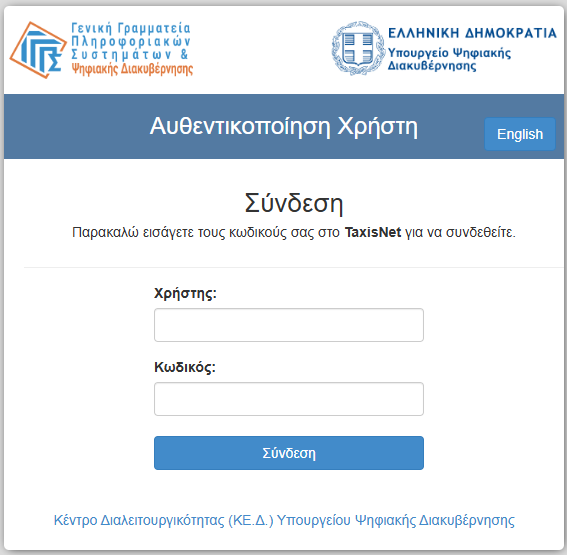 Γενική Γραμματεία
Πληροφοριακών
Συστημάτων &
Ψηφιακής Διακυβέρνησης
ΕΛΛΗΝΙΚΗ ΔΗΜΟΚΡΑΤΙΑ
Υπουργείο Ψηφιακής
Διακυβέρνησης
Αυθεντικοποίηση Χρήστη
English
Σύνδεση
Παρακαλώ εισάγετε τους κωδικούς σας στο TaxisNet για να συνδεθείτε.
Χρήστης:
Κωδικός:
Σύνδεση
Κέντρο Διαλειτουργικότητας (ΚΕ.Δ.) Υπουργείου Ψηφιακής Διακυβέρνησης